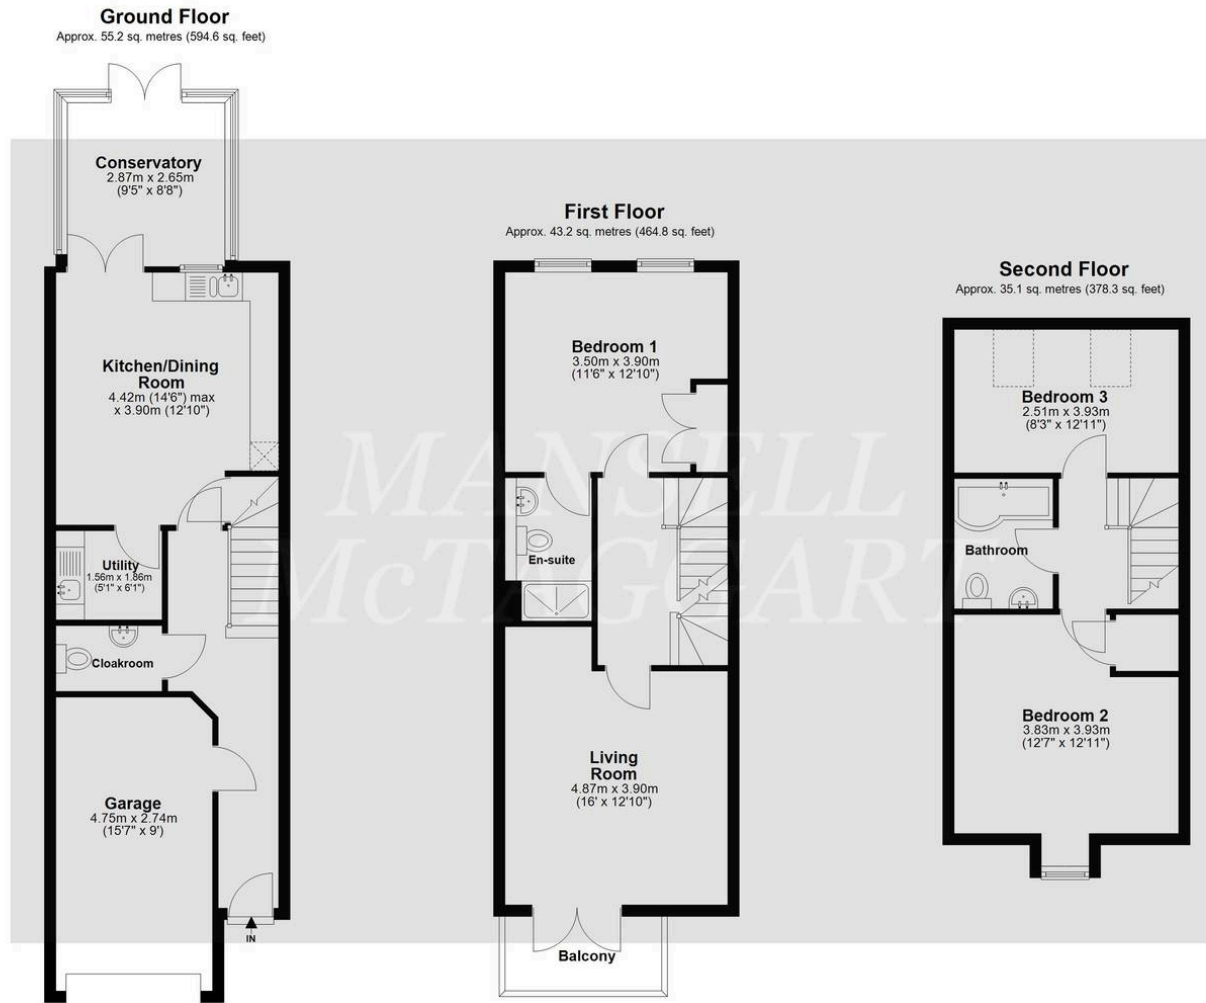 Ground Floor
Approx. 55.2 sq. metres (594.6 sq. feet)
Conservatory
2.87m x 2.65m
(9'5" x 8'8")
Kitchen/Dining
Room
4.42m (14'6") max
x 3.90m (12'10")
Utility
1.56m x 1.86m
(5'1" x 6'1")
Cloakroom
Garage
4.75m x 2.74m
(15'7" x 9')
IN
First Floor
Approx. 43.2 sq. metres (464.8 sq. feet)
Bedroom 1
3.50m x 3.90m
(11'6" x 12'10")
En-suite
Living
Room
4.87m x 3.90m
(16' x 12'10")
Balcony
Second Floor
Approx. 35.1 sq. metres (378.3 sq. feet)
Bedroom 3
2.51m x 3.93m
(8'3" x 12'11")
Bathroom
Bedroom 2
3.83m x 3.93m
(12'7" x 12'11")
MANSELL
McTAGGART